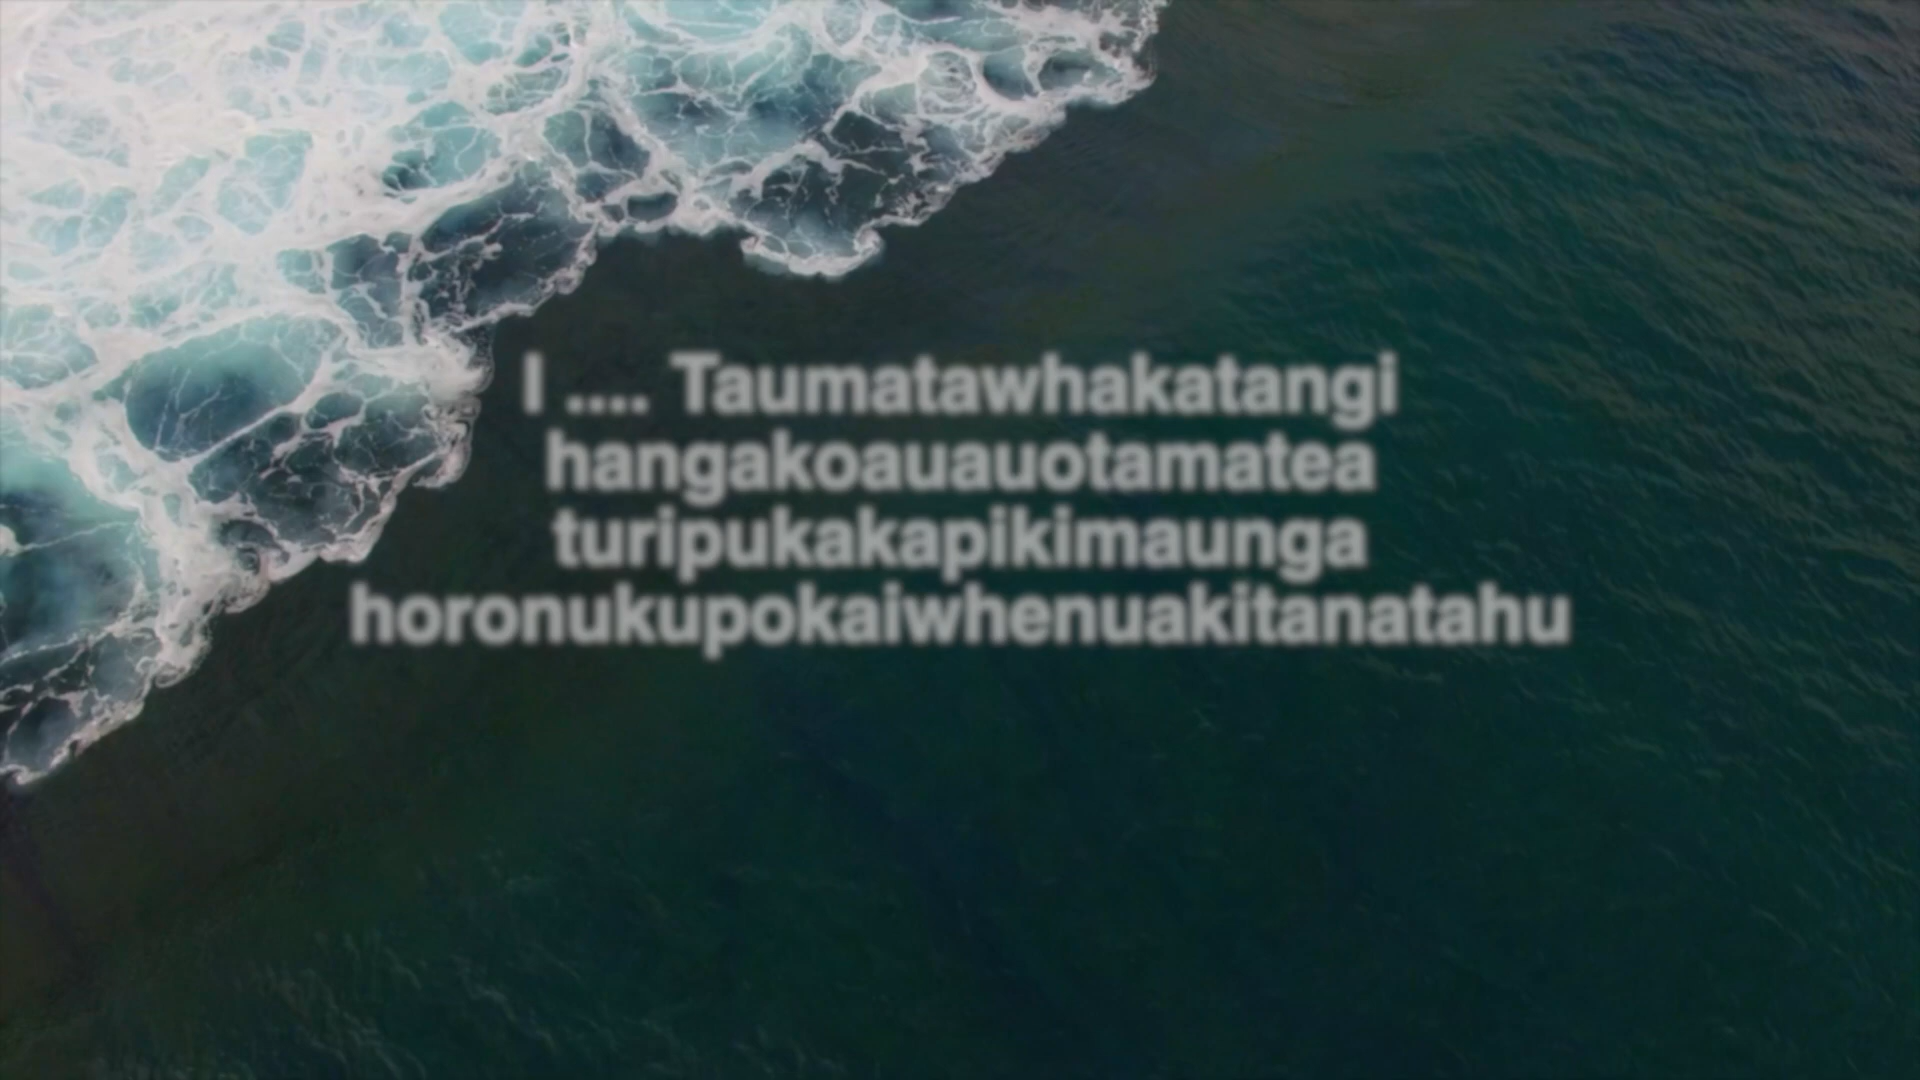 I .... Taumatawhakatangi
hangakoauauotamatea
turipukakapikimaunga
horonukupokaiwhenuakitanatahu